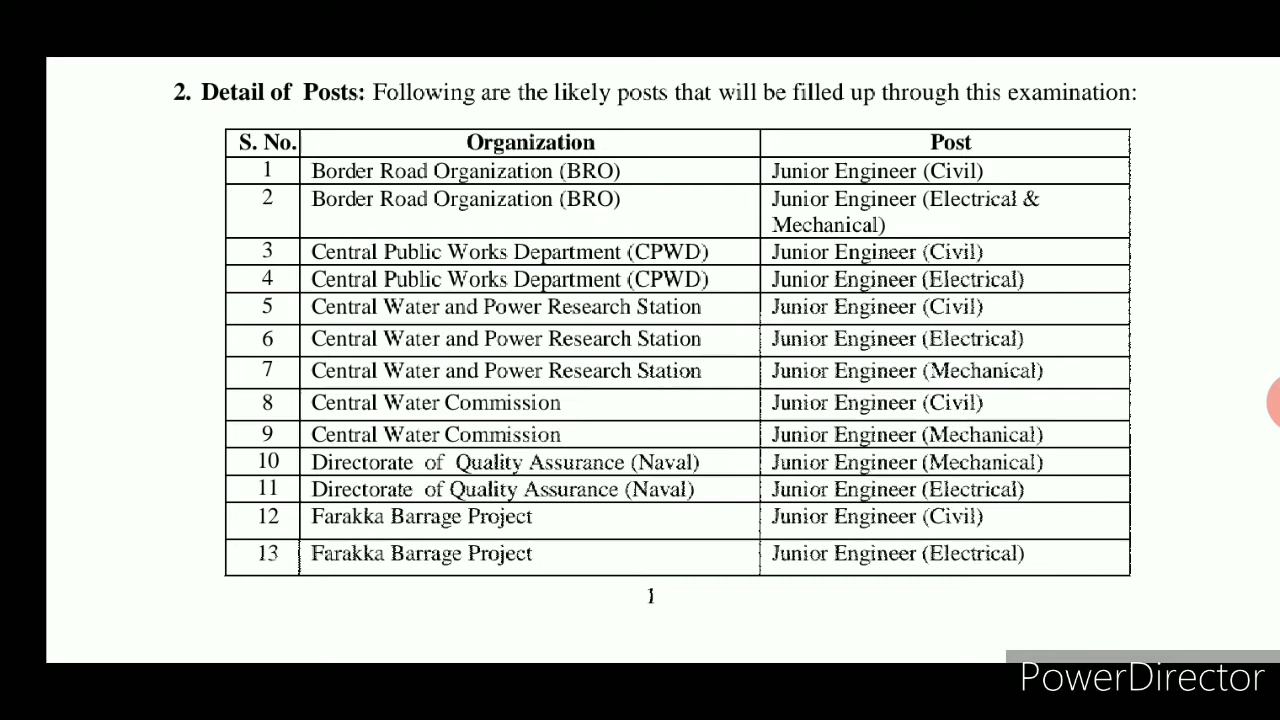 2. Detail of Posts: Following are the likely posts that will be filled up through this examination:
S. No. Organization Post
1 Border Road Organization (BRO) Junior Engineer (Civil)
2 Border Road Organization (BRO) Junior Engineer (Electrical &
Mechanical)
3 Central Public Works Department (CPWD) Junior Engineer (Civil)
4 Central Public Works Department (CPWD) Junior Engineer (Electrical)
5 Central Water and Power Research Station Junior Engineer (Civil)
6 Central Water and Power Research Station Junior Engineer (Electrical)
7 Central Water and Power Research Station Junior Engineer (Mechanical)
8 Central Water Commission Junior Engineer (Civil)
9 Central Water Commission Junior Engineer (Mechanical)
10 Directorate of Quality Assurance (Naval) Junior Engineer (Mechanical)
11 Directorate of Quality Assurance (Naval) Junior Engineer (Electrical)
12 Farakka Barrage Project Junior Engineer (Civil)
13 Farakka Barrage Project Junior Engineer (Electrical)
1
PowerDirector